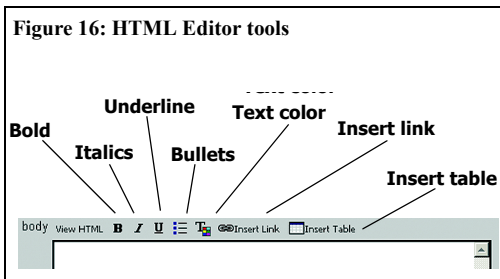 Figure 16: HTML Editor tools
Underline
Text color
Bold
Insert link
Italics
Bullets
Insert table
body View HTML B I U T Insert Link Insert Table